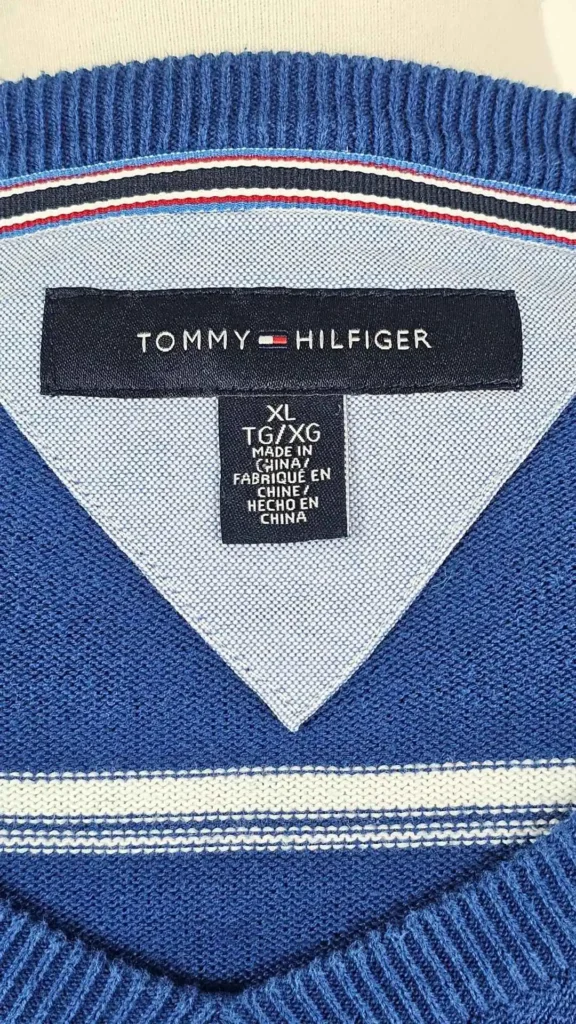 TOMMY HILFIGER
XL
TG/XG
MADE IN
CHINA/
FABRIQUÉ EN
CHINE/
HECHO EN
CHINA